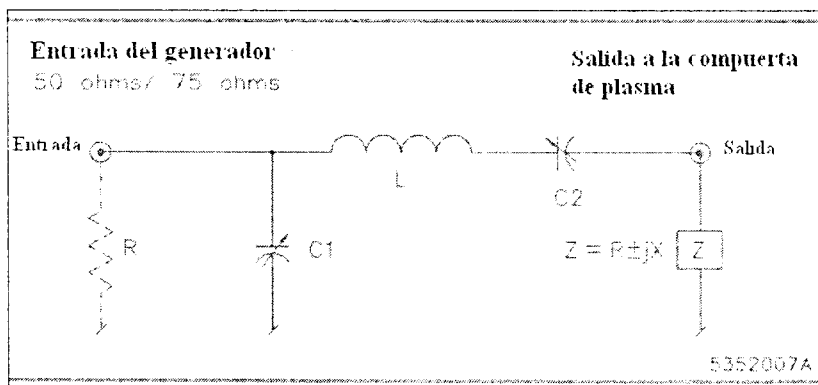 Entrada del generador
50 ohms/ 75 ohms
Salida a la compuerta
de plasma
Entrada
Salida
L
C2
R
C1
Z = R±jX
Z
5352007A